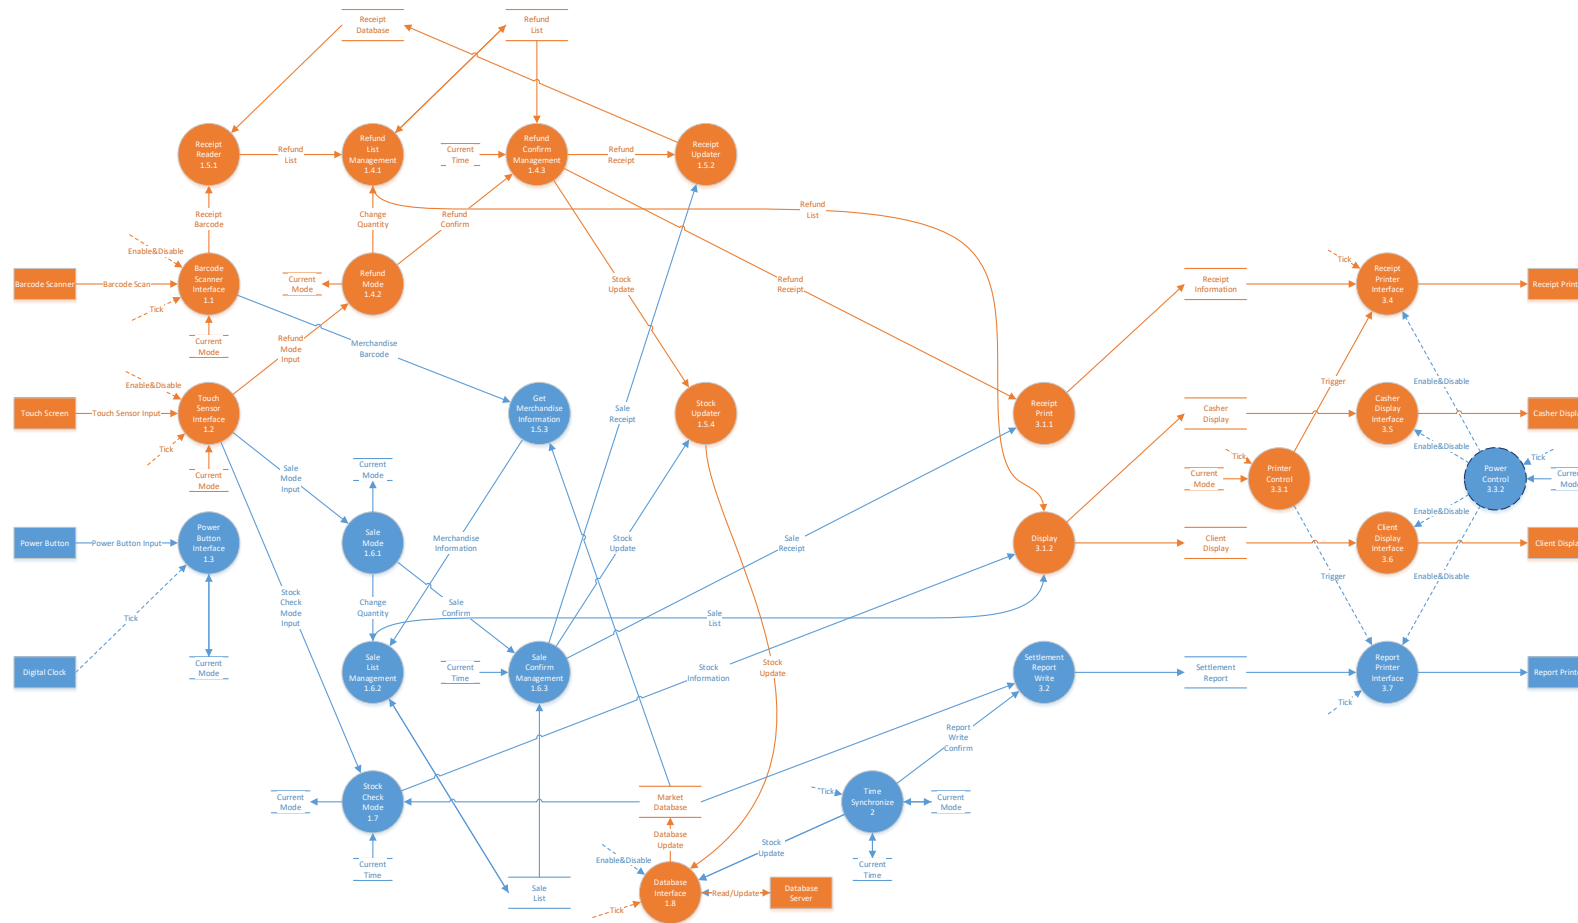 Receipt
Database
Refund
List
Receipt
Reader
1.5.1
Refund
List
Refund
List
Management
1.4.1
Current
Time
Refund
Confirm
Management
1.4.3
Refund
Receipt
Receipt
Updater
1.5.2
Receipt
Barcode
Change
Quantity
Refund
Confirm
Refund
List
Enable&Disable
Barcode Scanner
Barcode Scan
Barcode
Scanner
Interface
1.1
Tick
Current
Mode
Current
Mode
Refund
Mode
1.4.2
Stock
Update
Refund
Receipt
Receipt
Information
Tick
Receipt
Printer
Interface
3.4
Receipt Print
Refund
Mode
Input
Merchandise
Barcode
Enable&Disable
Touch Screen
Touch Sensor Input
Touch
Sensor
Interface
1.2
Tick
Current
Mode
Get
Merchandise
Information
1.5.3
Sale
Receipt
Stock
Updater
1.5.4
Receipt
Print
3.1.1
Casher
Display
Trigger
Enable&Disable
Casher
Display
Interface
3.5
Casher Displa
Enable&Disable
Sale
Mode
Input
Current
Mode
Current
Mode
Tick
Printer
Control
3.3.1
Power
Control
3.3.2
Tick
Curren
Mode
Power Button
Power Button Input
Power
Button
Interface
1.3
Sale
Mode
1.6.1
Merchandise
Information
Stock
Update
Sale
Receipt
Display
3.1.2
Client
Display
Enable&Disable
Client
Display
Interface
3.6
Client Display
Tick
Stock
Check
Mode
Input
Change
Quantity
Sale
Confirm
Sale
List
Trigger
Enable&Disable
Digital Clock
Current
Mode
Sale
List
Management
1.6.2
Current
Time
Sale
Confirm
Management
1.6.3
Stock
Information
Stock
Update
Settlement
Report
Write
3.2
Settlement
Report
Report
Printer
Interface
3.7
Tick
Report Printe
Report
Write
Confirm
Current
Mode
Stock
Check
Mode
1.7
Current
Time
Market
Database
Database
Update
Tick
Time
Synchronize
2
Current
Mode
Stock
Update
Current
Time
Sale
List
Enable&Disable
Database
Interface
1.8
Tick
Read/Update
Database
Server